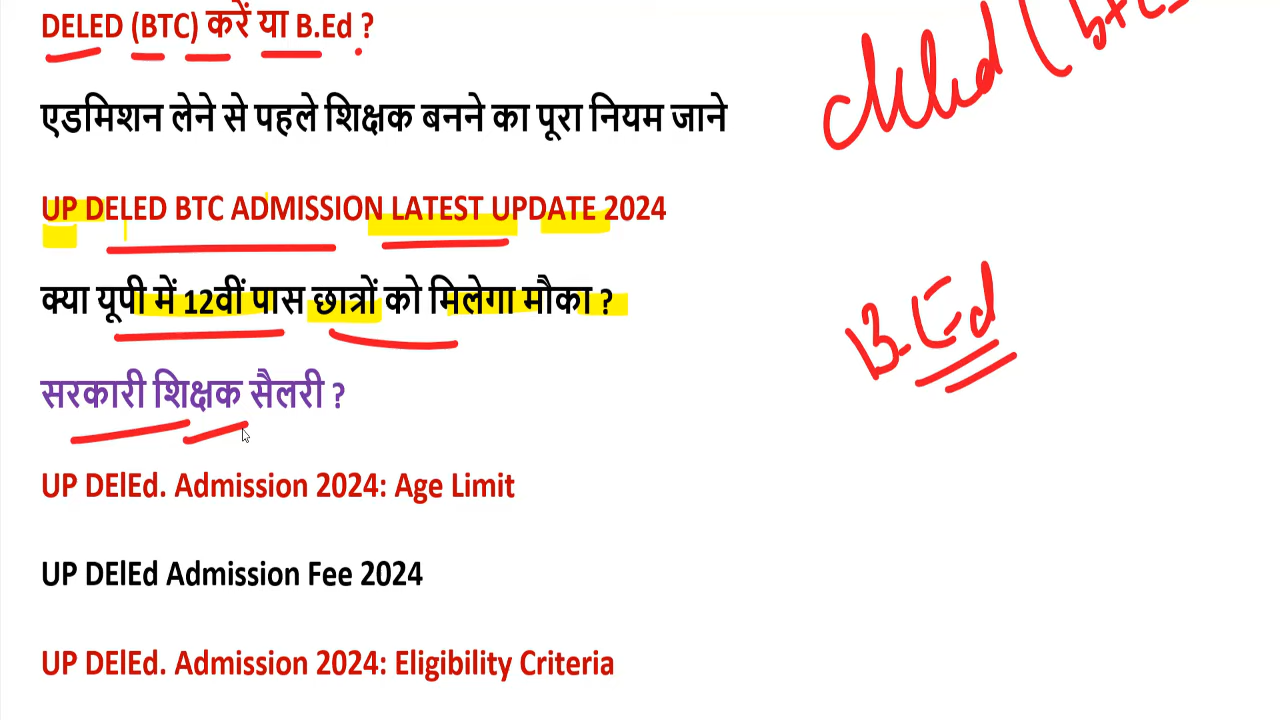 DELED (BTC) करें या B.Ed ?
एडमिशन लेने से पहले शिक्षक बनने का पूरा नियम जाने
UP DELED BTC ADMISSION LATEST UPDATE 2024
क्या यूपी में 12वीं पास छात्रों को मिलेगा मौका ?
सरकारी शिक्षक सैलरी ?
UP DElEd. Admission 2024: Age Limit
UP DElEd Admission Fee 2024
UP DElEd. Admission 2024: Eligibility Criteria
B.Ed